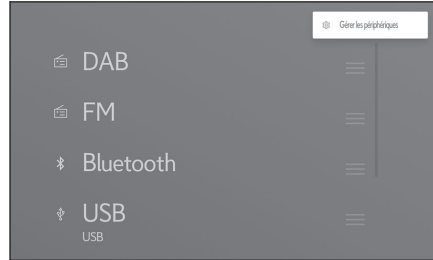 Gérer les périphériques
DAB
FM
Bluetooth
USB
USB